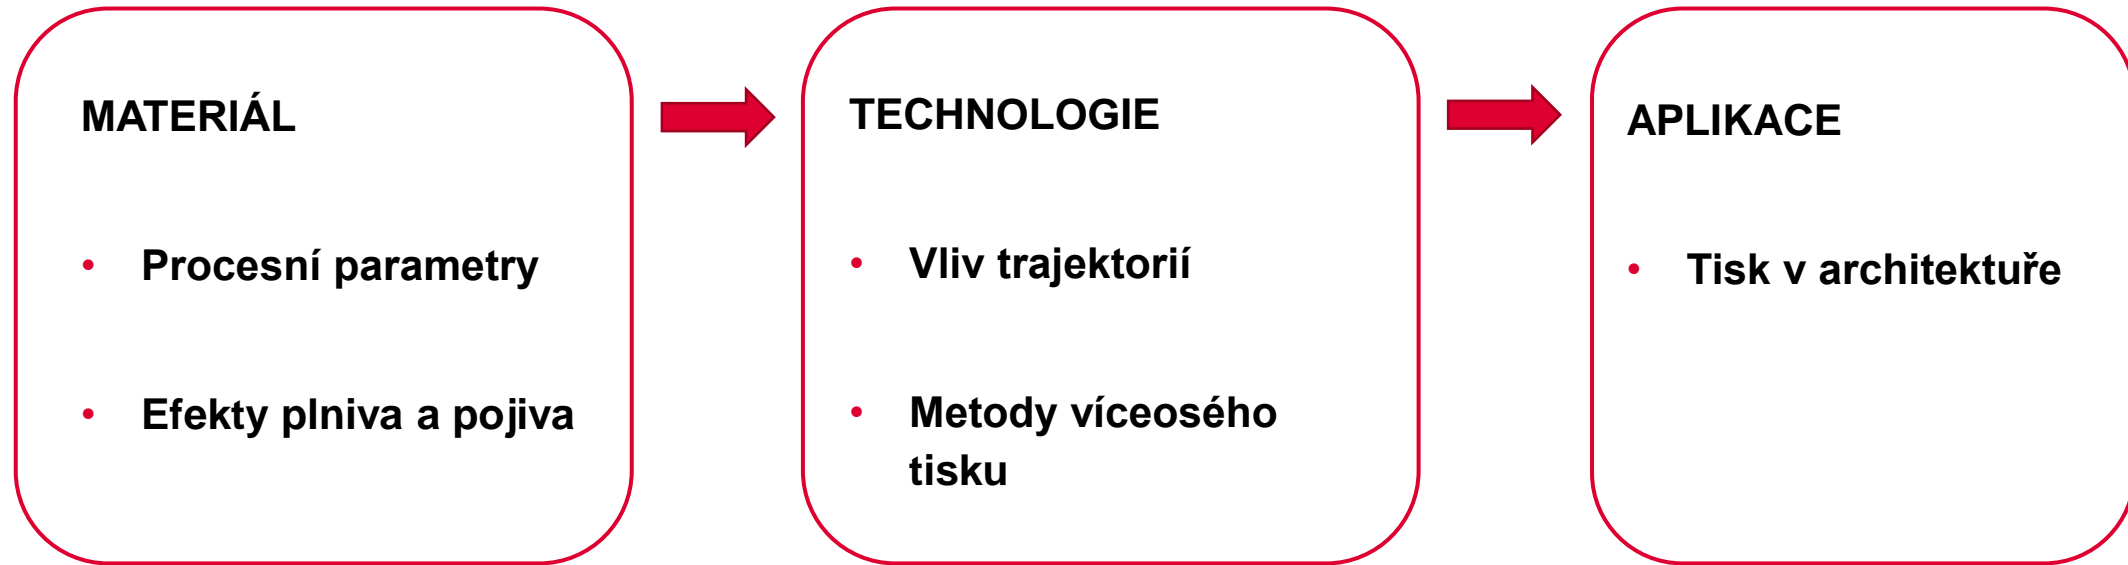 MATERIÁL
• Procesní parametry
• Efekty plniva a pojiva
TECHNOLOGIE
• Vliv trajektorií
• Metody víceosého
tisku
APLIKACE
• Tisk v architektuře